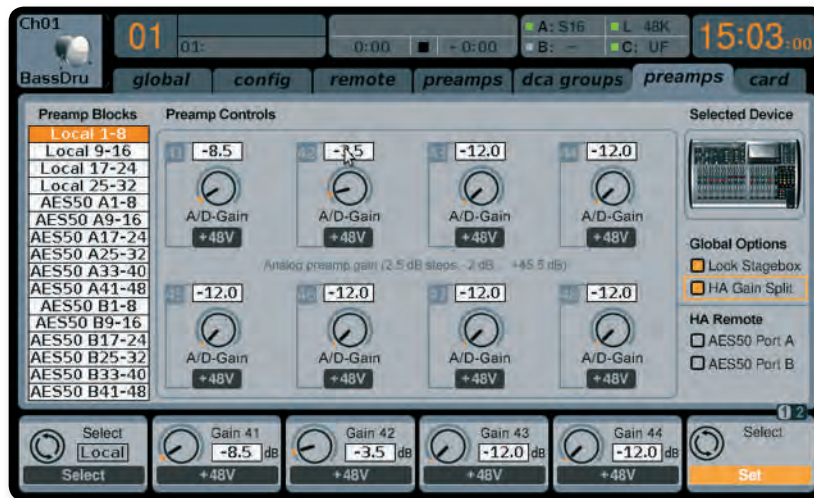 Ch01
BassDru
01
01:
0:00
- 0:00
A: S16
B: -
L 48K
C: UF
15:03:00
global
config
remote
preamps
dca groups
preamps
card
Preamp Blocks
Local 1-8
Local 9-16
Local 17-24
Local 25-32
AES50 A1-8
AES50 A9-16
AES50 A17-24
AES50 A25-32
AES50 A33-40
AES50 A41-48
AES50 B1-8
AES50 B9-16
AES50 B17-24
AES50 B25-32
AES50 B33-40
AES50 B41-48
Preamp Controls
41 -8.5
A/D-Gain
+48V
42
A/D-Gain
+48V
43 -12.0
A/D-Gain
+48V
44 -12.0
A/D-Gain
+48V
Analog preamp gain (2.5 dB steps, -2 dB ... +45.5 dB)
-12.0
A/D-Gain
+48V
-12.0
A/D-Gain
+48V
-12.0
A/D-Gain
+48V
-12.0
A/D-Gain
+48V
Selected Device
Global Options
Lock Stagebox
HA Gain Split
HA Remote
AES50 Port A
AES50 Port B
1 2
Select
Local
Select
Gain 41
-8.5 dB
+48V
Gain 42
-3.5 dB
+48V
Gain 43
-12.0 dB
+48V
Gain 44
-12.0 dB
+48V
Select
Set